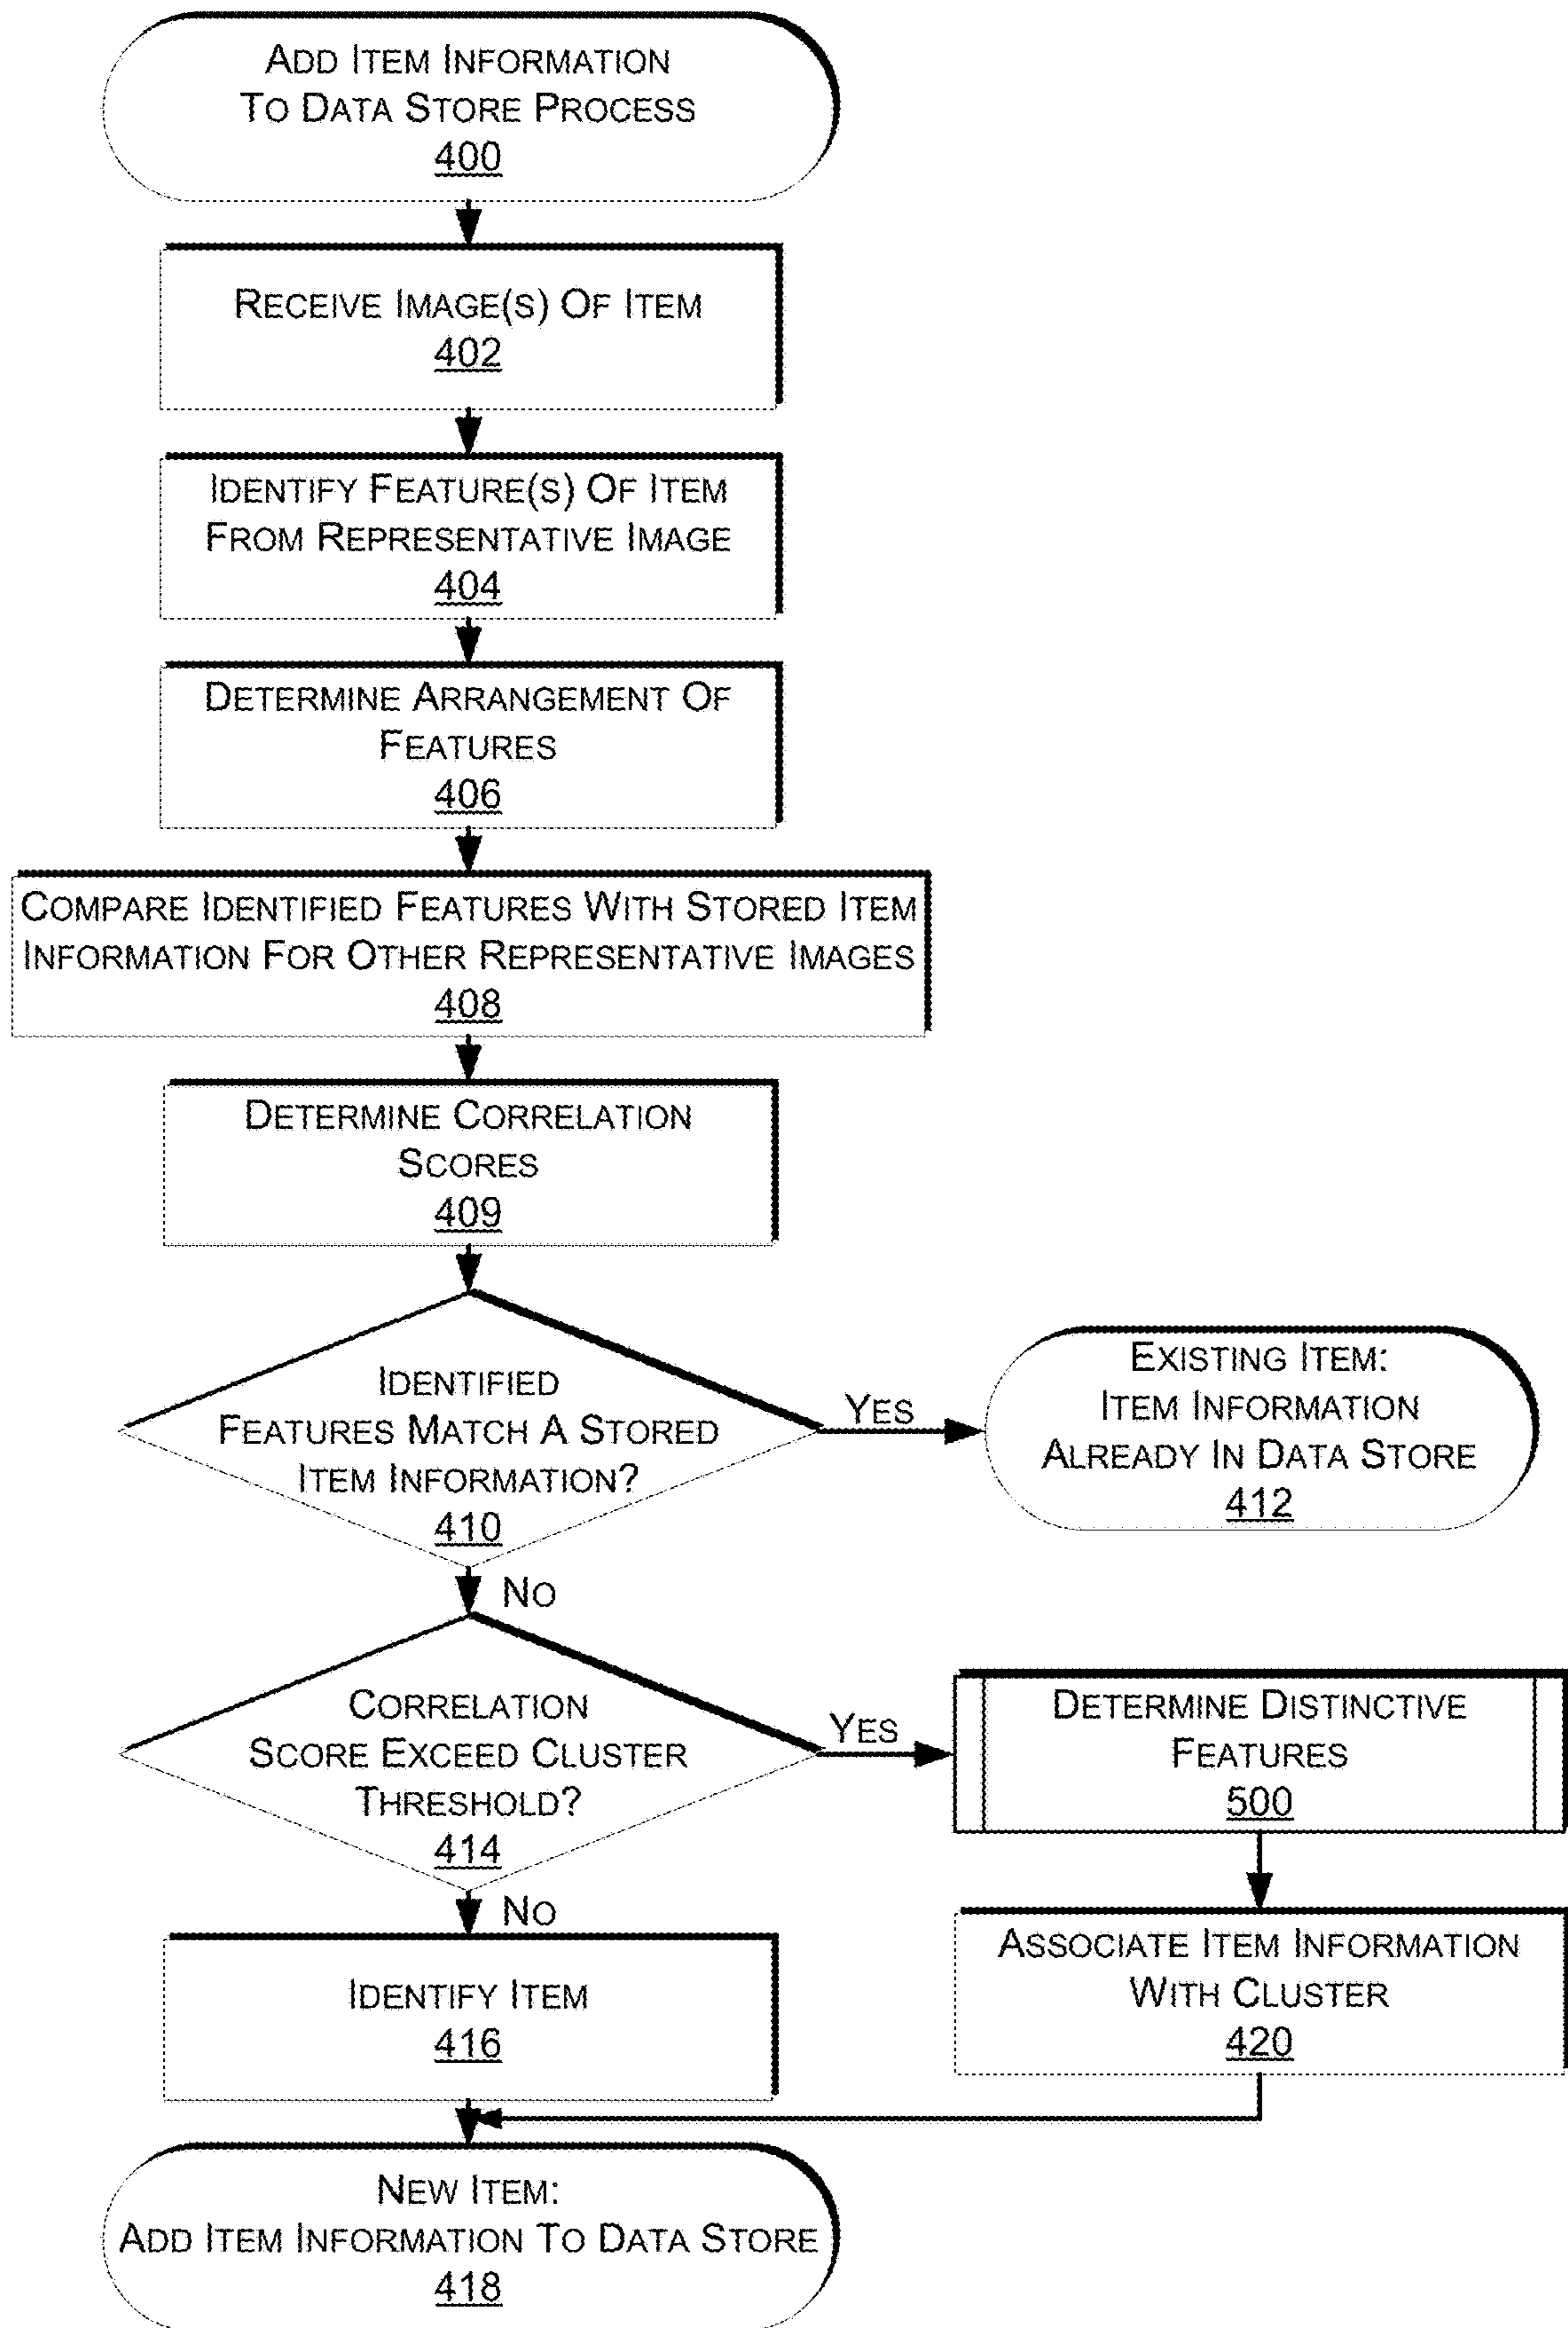 ADD ITEM INFORMATION
TO DATA STORE PROCESS
400
RECEIVE IMAGE(S) OF ITEM
402
IDENTIFY FEATURE(S) OF ITEM
FROM REPRESENTATIVE IMAGE
404
DETERMINE ARRANGEMENT OF
FEATURES
406
COMPARE IDENTIFIED FEATURES WITH STORED ITEM
INFORMATION FOR OTHER REPRESENTATIVE IMAGES
408
DETERMINE CORRELATION
SCORES
409
IDENTIFIED
FEATURES MATCH A STORED
ITEM INFORMATION?
410
YES
EXISTING ITEM:
ITEM INFORMATION
ALREADY IN DATA STORE
412
NO
CORRELATION
SCORE EXCEED CLUSTER
THRESHOLD?
414
YES
DETERMINE DISTINCTIVE
FEATURES
500
NO
IDENTIFY ITEM
416
ASSOCIATE ITEM INFORMATION
WITH CLUSTER
420
NEW ITEM:
ADD ITEM INFORMATION TO DATA STORE
418